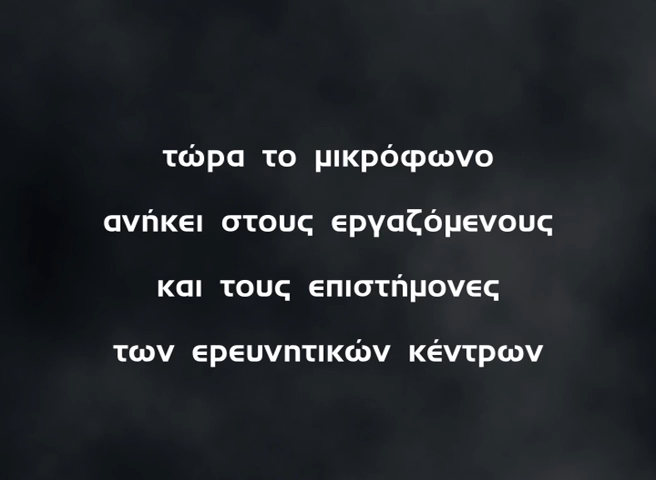 τώρα το μικρόφωνο
ανήκει στους εργαζόμενους
και τους επιστήμονες
των ερευνητικών κέντρων